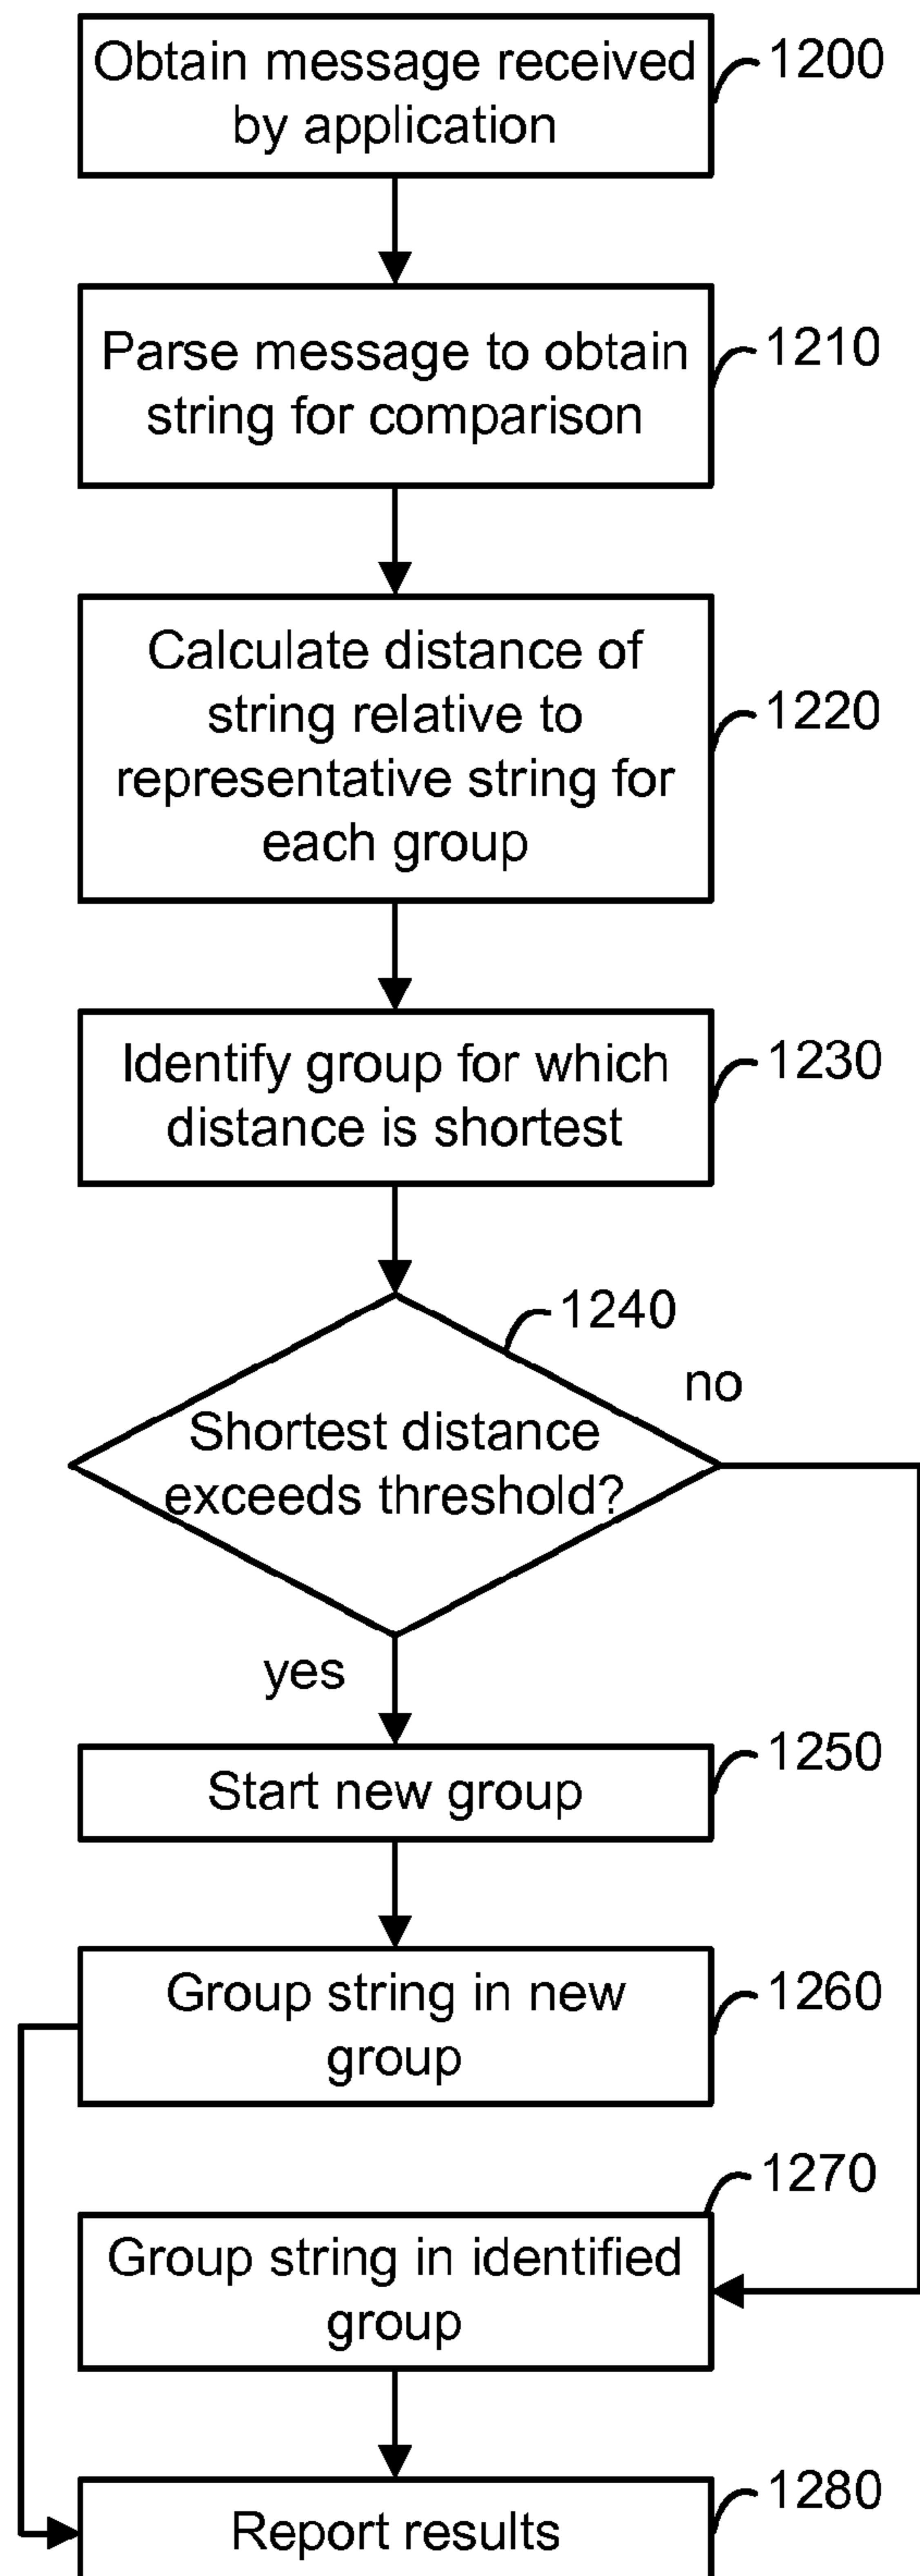 Obtain message received
by application
1200
Parse message to obtain
string for comparison
1210
Calculate distance of
string relative to
representative string for
each group
1220
Identify group for which
distance is shortest
1230
1240
no
Shortest distance
exceeds threshold?
yes
Start new group
1250
Group string in new
group
1260
1270
Group string in identified
group
Report results
1280